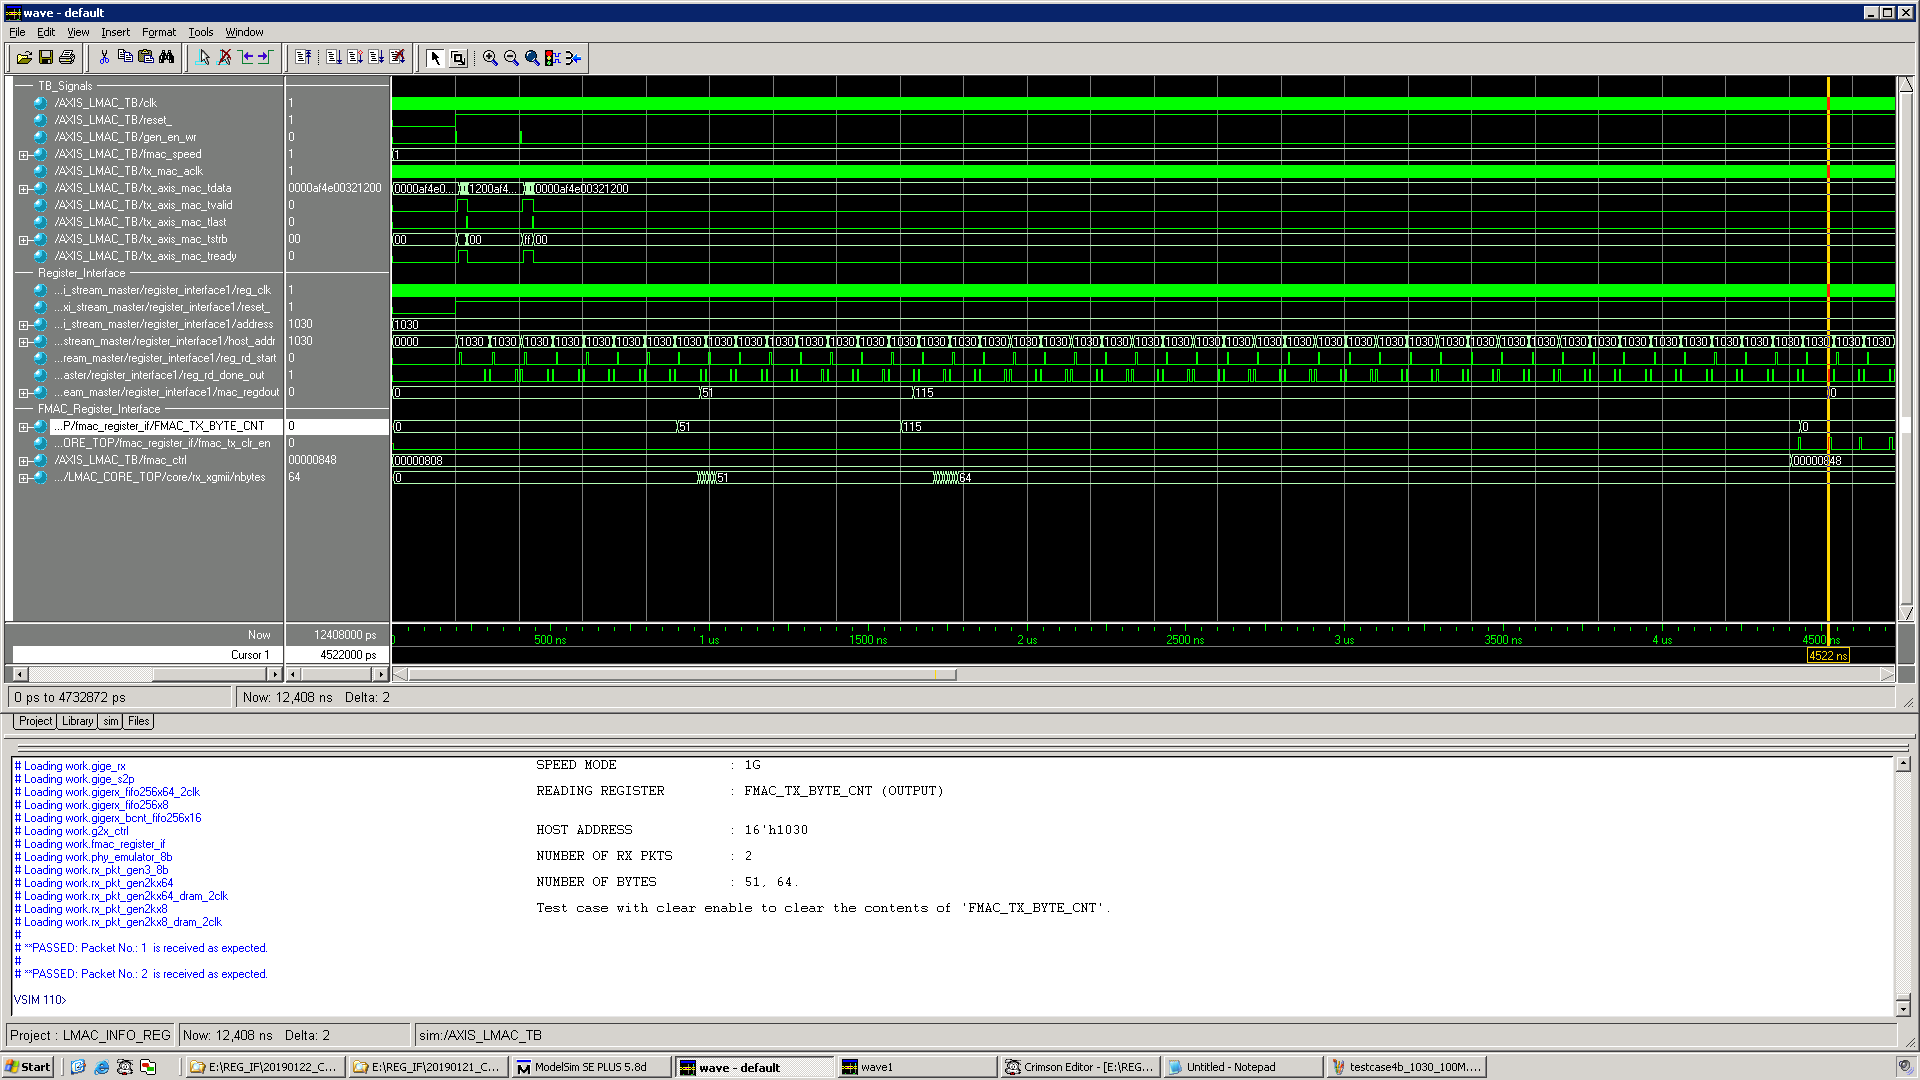 wave - default
File Edit View Insert Format Tools Window
TB_Signals
/AXIS_LMAC_TB/clk 1
/AXIS_LMAC_TB/reset_ 1
/AXIS_LMAC_TB/gen_en_wr 0
/AXIS_LMAC_TB/fmac_speed 1 1
/AXIS_LMAC_TB/tx_mac_aclk 1
/AXIS_LMAC_TB/tx_axis_mac_tdata 0000af4e00321200 0000af4e0... 1200af4... 0000af4e00321200
/AXIS_LMAC_TB/tx_axis_mac_tvalid 0
/AXIS_LMAC_TB/tx_axis_mac_tlast 0
/AXIS_LMAC_TB/tx_axis_mac_tstrb 00 00 00 ff 00
/AXIS_LMAC_TB/tx_axis_mac_tready 0
Register_Interface
...i_stream_master/register_interface1/reg_clk 1
...xi_stream_master/register_interface1/reset_ 1
...i_stream_master/register_interface1/address 1030 1030
...stream_master/register_interface1/host_addr 1030 0000 1030 1030 1030 1030 1030 1030 1030 1030 1030 1030 1030 1030 1030 1030 1030 1030 1030 1030 1030 1030 1030 1030 1030 1030 1030 1030 1030 1030 1030 1030 1030 1030 1030 1030 1030 1030 1030 1030 1030 1030 1030 1030 1030 1030 1030 1030 1030
...ream_master/register_interface1/reg_rd_start 0
...aster/register_interface1/reg_rd_done_out 1
...eam_master/register_interface1/mac_regdout 0 0 51 115 0
FMAC_Register_Interface
...P/fmac_register_if/FMAC_TX_BYTE_CNT 0 0 51 115 0
...ORE_TOP/fmac_register_if/fmac_tx_clr_en 0
/AXIS_LMAC_TB/fmac_ctrl 00000848 00000808 00000848
.../LMAC_CORE_TOP/core/rx_xgmii/nbytes 64 0 51 64
Now 12408000 ps 0 500 ns 1 us 1500 ns 2 us 2500 ns 3 us 3500 ns 4 us 4500 ns
Cursor 1 4522000 ps 4522 ns
0 ps to 4732872 ps Now: 12,408 ns Delta: 2
Project Library sim Files
# Loading work.gige_rx
# Loading work.gige_s2p
# Loading work.gigerx_fifo256x64_2clk
# Loading work.gigerx_fifo256x8
# Loading work.gigerx_bcnt_fifo256x16
# Loading work.g2x_ctrl
# Loading work.fmac_register_if
# Loading work.phy_emulator_8b
# Loading work.rx_pkt_gen3_8b
# Loading work.rx_pkt_gen2kx64
# Loading work.rx_pkt_gen2kx64_dram_2clk
# Loading work.rx_pkt_gen2kx8
# Loading work.rx_pkt_gen2kx8_dram_2clk
#
# **PASSED: Packet No.: 1 is received as expected.
#
# **PASSED: Packet No.: 2 is received as expected.
VSIM 110>
SPEED MODE : 1G
READING REGISTER : FMAC_TX_BYTE_CNT (OUTPUT)
HOST ADDRESS : 16'h1030
NUMBER OF RX PKTS : 2
NUMBER OF BYTES : 51, 64.
Test case with clear enable to clear the contents of 'FMAC_TX_BYTE_CNT'.
Project : LMAC_INFO_REG Now: 12,408 ns Delta: 2 sim:/AXIS_LMAC_TB
Start E:\REG_IF\20190122_C... E:\REG_IF\20190121_C... ModelSim SE PLUS 5.8d wave - default wave1 Crimson Editor - [E:\REG... Untitled - Notepad testcase4b_1030_100M....